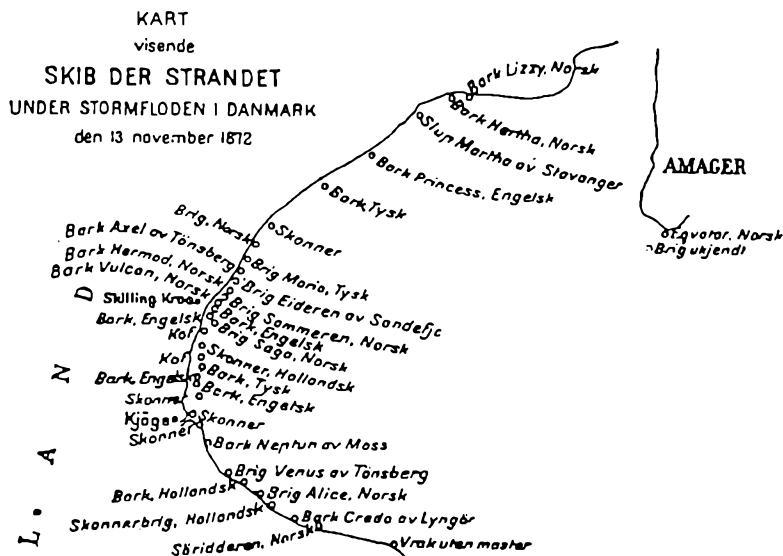 KART
visende
SKIB DER STRANDET
UNDER STORMFLODEN I DANMARK
den 13 november 1872
Bark Lizzy, Norsk
Bark Hertha, Norsk
Slup Martha av Stavanger
Bark Princess, Engelsk
AMAGER
Bark, Tysk
Eqvator, Norsk
Brig ukjendt
Brig, Norsk
Skonner
Bark Axel av Tönsberg
Brig Maria, Tysk
Bark Hermod, Norsk
Brig Eideren av Sandefj
Bark Vulcan, Norsk
D
Skilling Kroo
Brig Sommeren, Norsk
Bark, Engelsk
Bark, Engelsk
Brig Saga, Norsk
Kof
Skonner, Hollandsk
Kof
N
Bark, Tysk
Bark, Engelsk
Bark, Engelsk
Skonner
Skonner
Kjöge
Skonner
A
Bark Neptun av Moss
Brig Venus av Tönsberg
Bark, Hollandsk
Brig Alice, Norsk
Skonnerbrig, Hollandsk
Bark Credo av Lyngör
L
Söridderen, Norsk
Vrak uten master